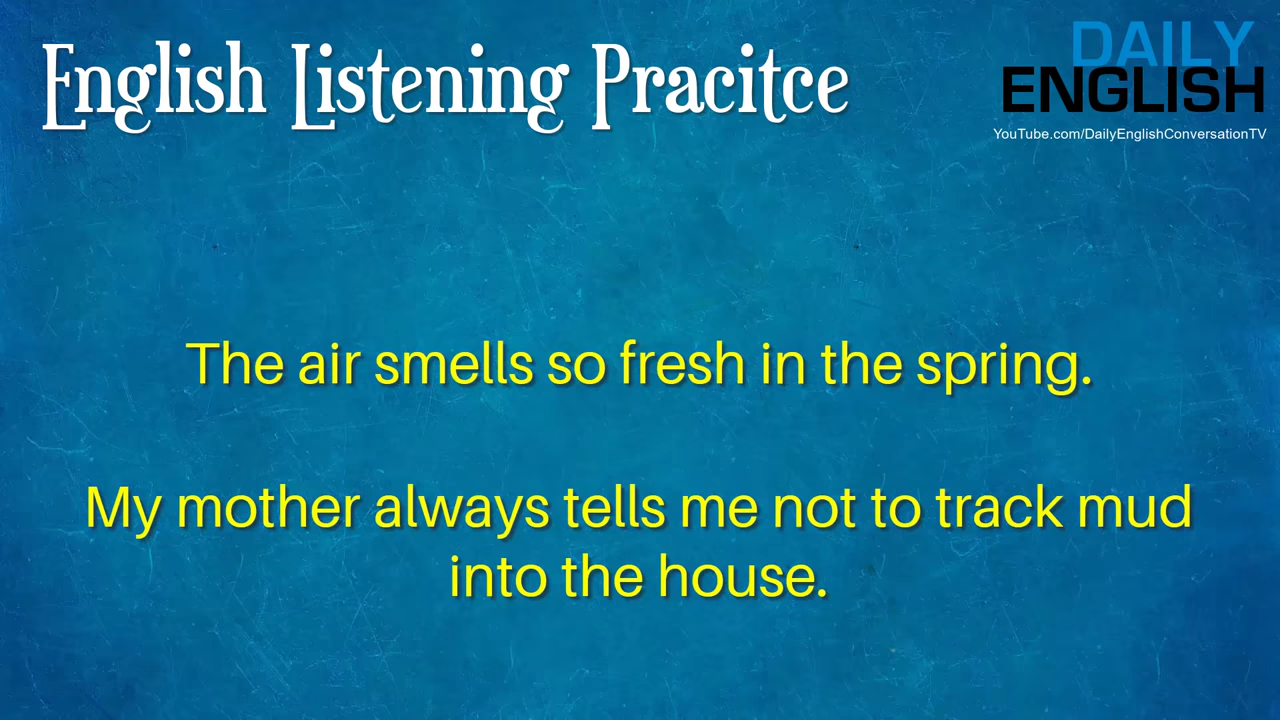 English Listening Pracitce
DAILY
ENGLISH
YouTube.com/DailyEnglishConversationTV
The air smells so fresh in the spring.
My mother always tells me not to track mud
into the house.